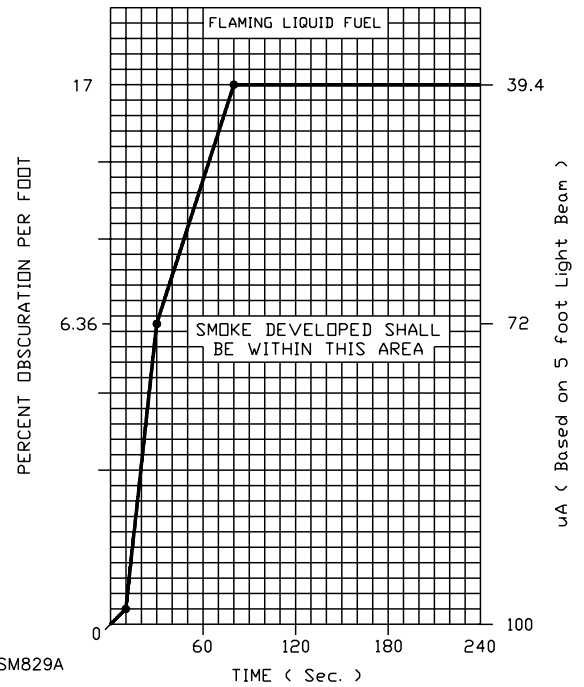 FLAMING LIQUID FUEL
17
39.4
PERCENT OBSCURATION PER FOOT
uA ( Based on 5 foot Light Beam )
6.36
72
SMOKE DEVELOPED SHALL
BE WITHIN THIS AREA
0
100
60
120
180
240
SM829A
TIME ( Sec. )